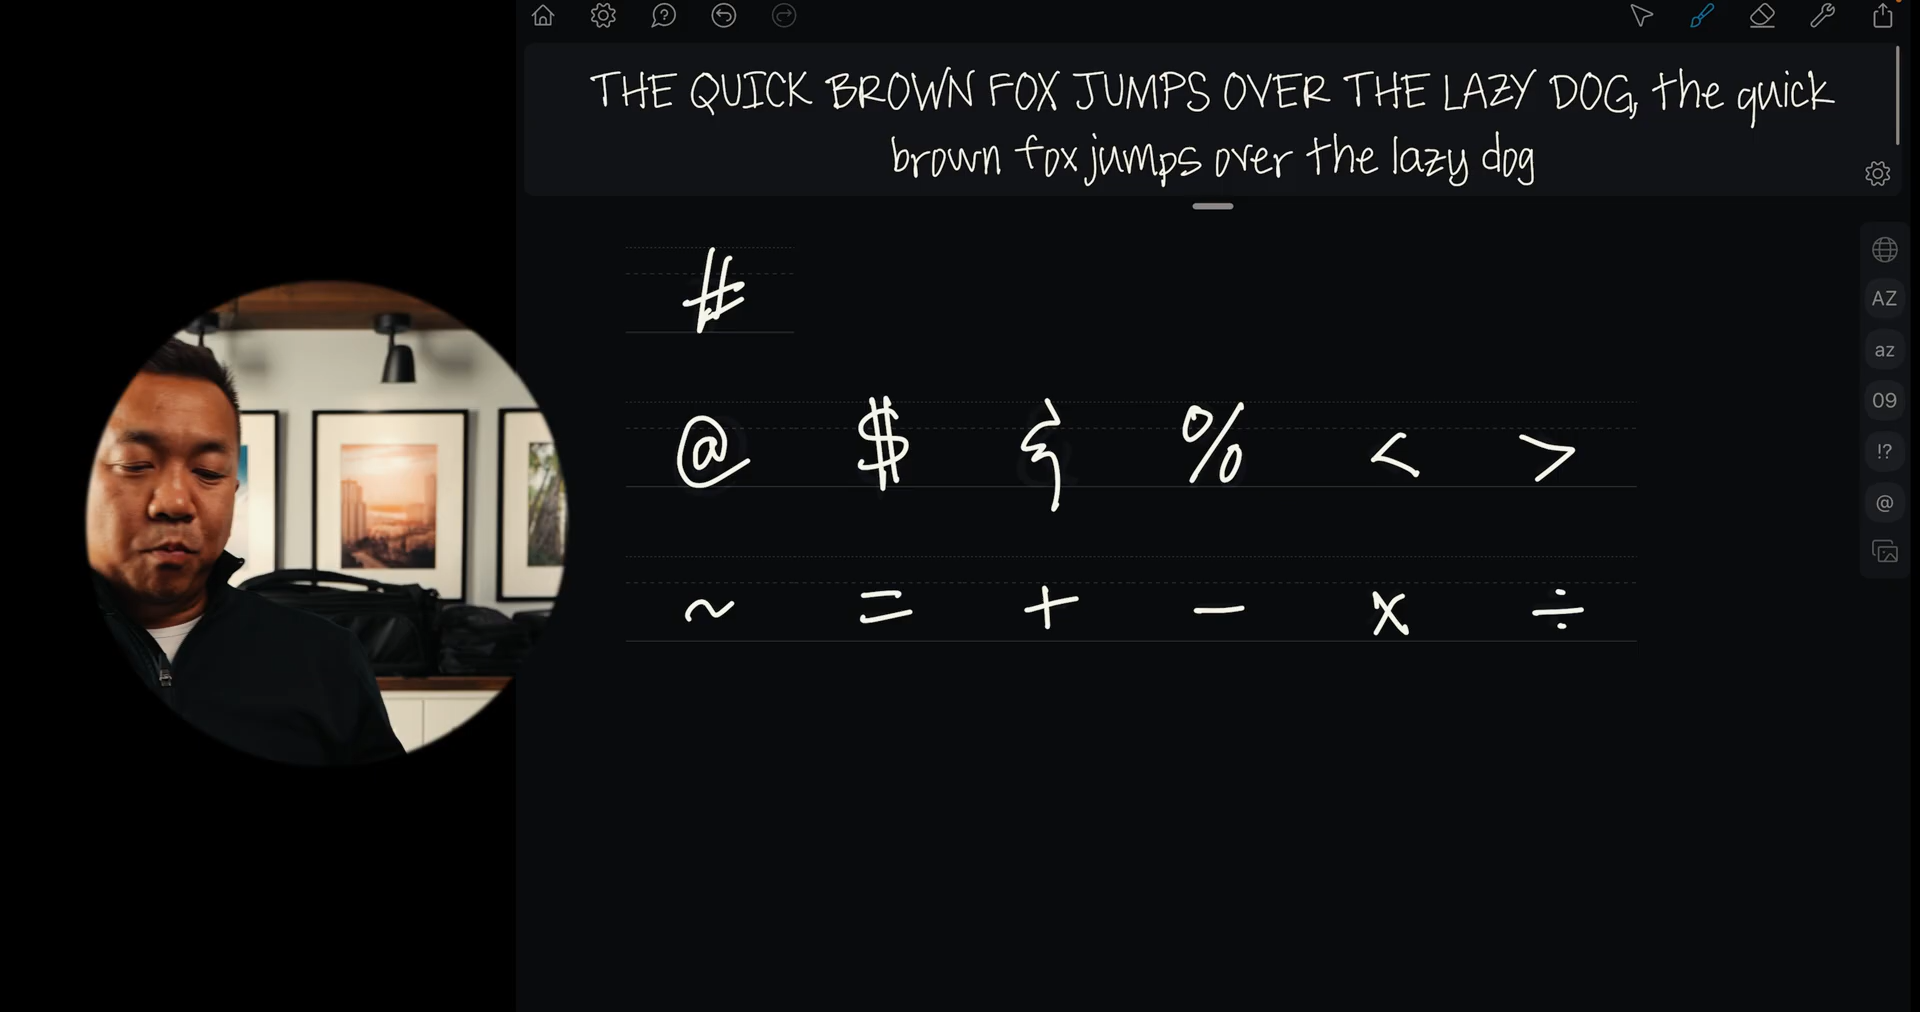 THE QUICK BROWN FOX JUMPS OVER THE LAZY DOG, the quick
brown fox jumps over the lazy dog
#
@ $ { % < >
~ = + − x ÷
AZ
az
09
!?
@